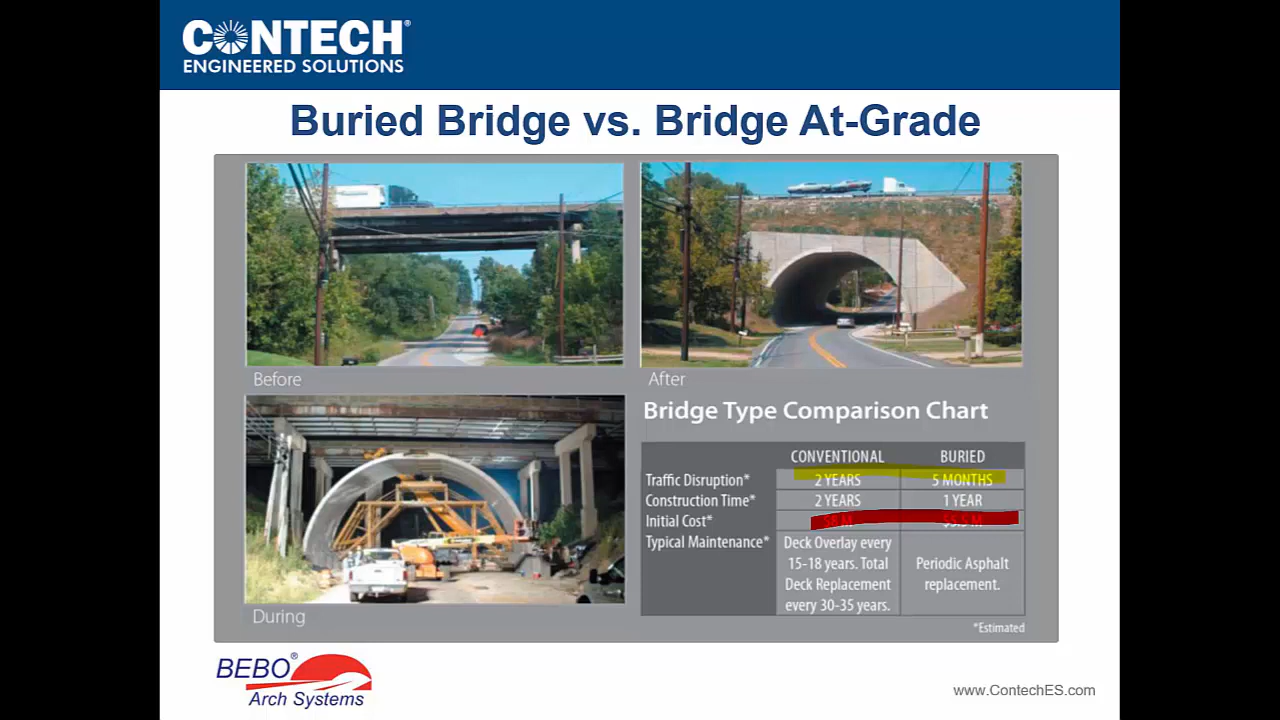 CONTECH®
ENGINEERED SOLUTIONS
Buried Bridge vs. Bridge At-Grade
Before
After
During
Bridge Type Comparison Chart
CONVENTIONAL BURIED
Traffic Disruption* 2 YEARS 5 MONTHS
Construction Time* 2 YEARS 1 YEAR
Initial Cost*
Typical Maintenance*
Deck Overlay every
15-18 years. Total
Deck Replacement
every 30-35 years.
Periodic Asphalt
replacement.
*Estimated
BEBO®
Arch Systems
www.ContechES.com